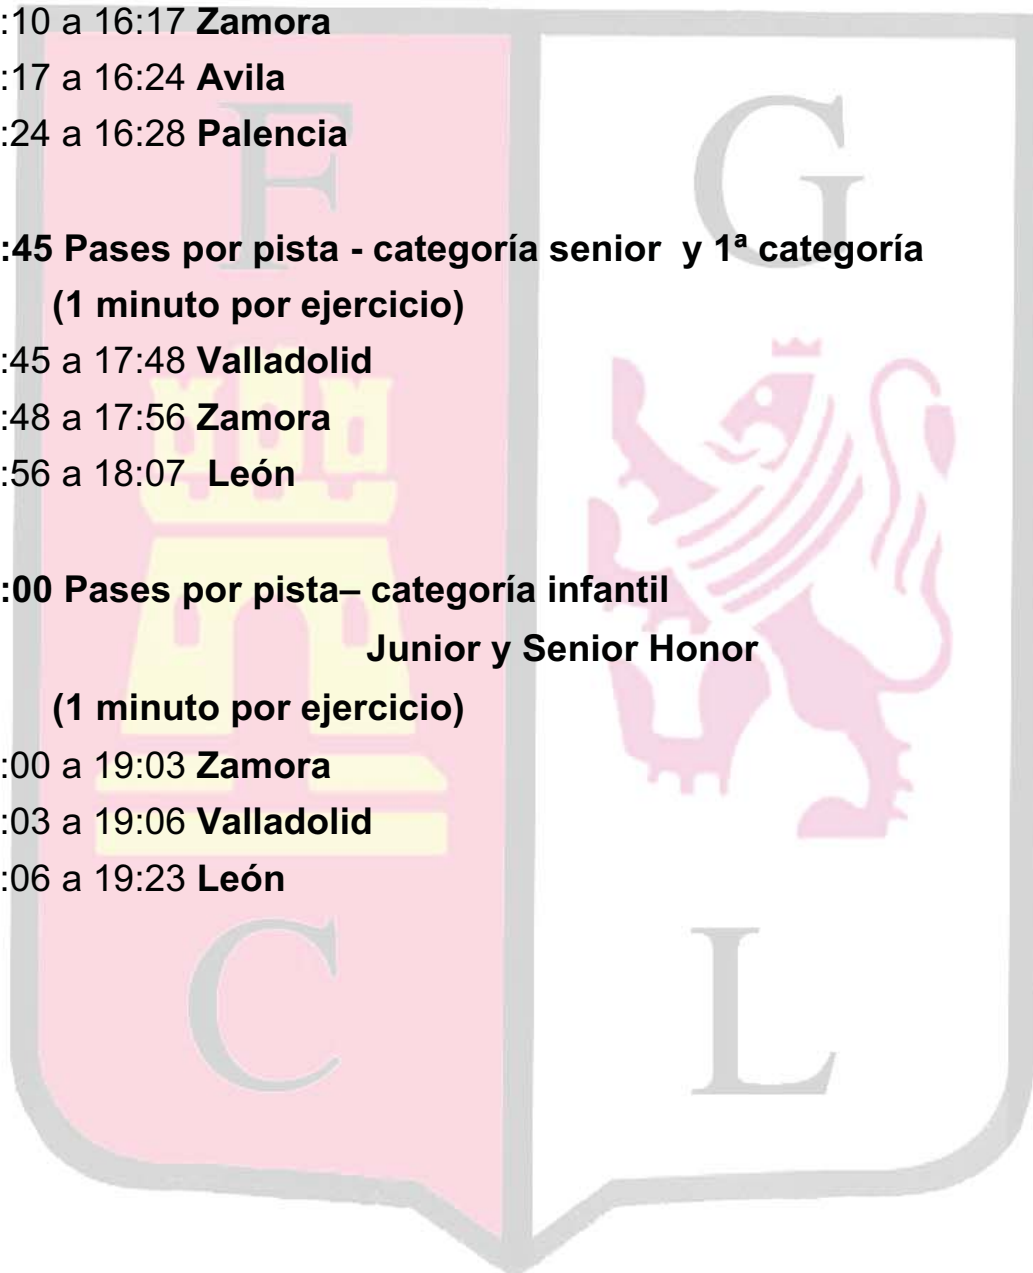 :10 a 16:17 Zamora
:17 a 16:24 Avila
:24 a 16:28 Palencia
:45 Pases por pista - categoría senior y 1ª categoría
(1 minuto por ejercicio)
:45 a 17:48 Valladolid
:48 a 17:56 Zamora
:56 a 18:07 León
:00 Pases por pista– categoría infantil
Junior y Senior Honor
(1 minuto por ejercicio)
:00 a 19:03 Zamora
:03 a 19:06 Valladolid
:06 a 19:23 León
F G
C L